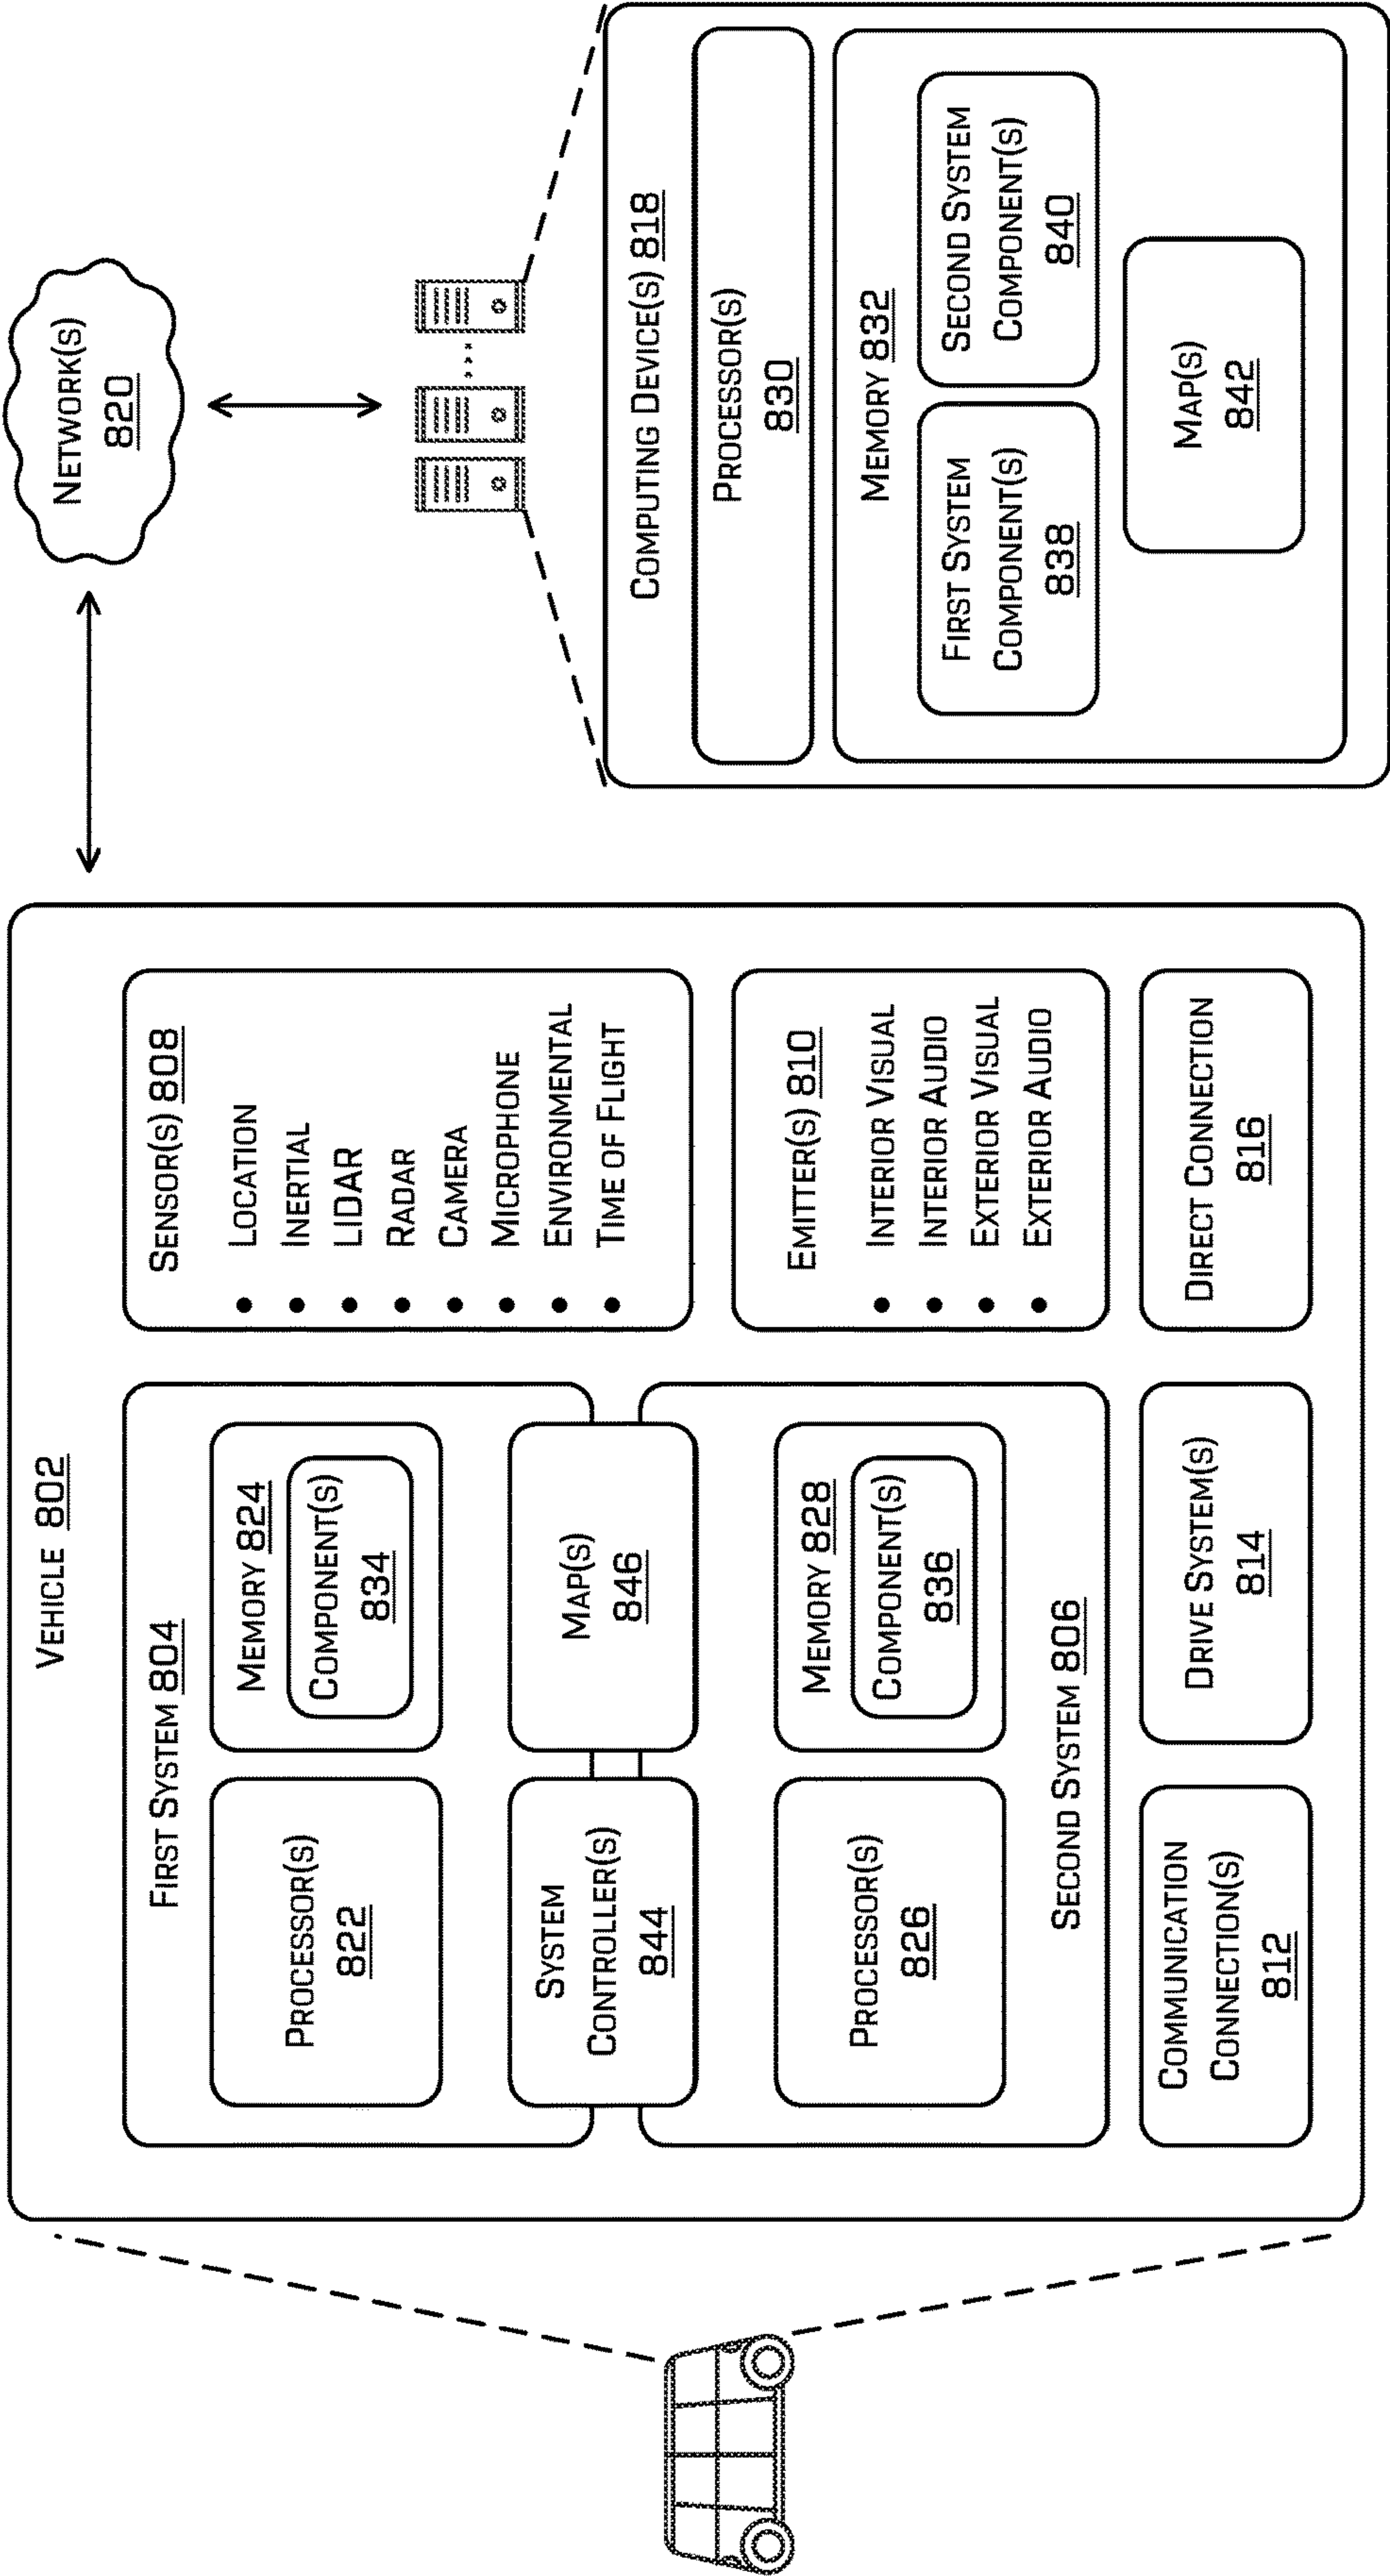 VEHICLE 802
FIRST SYSTEM 804
PROCESSOR(S)
822
MEMORY 824
COMPONENT(S)
834
SYSTEM
CONTROLLER(S)
844
MAP(S)
846
PROCESSOR(S)
826
MEMORY 828
COMPONENT(S)
836
SECOND SYSTEM 806
SENSOR(S) 808
• LOCATION
• INERTIAL
• LIDAR
• RADAR
• CAMERA
• MICROPHONE
• ENVIRONMENTAL
• TIME OF FLIGHT
EMITTER(S) 810
• INTERIOR VISUAL
• INTERIOR AUDIO
• EXTERIOR VISUAL
• EXTERIOR AUDIO
COMMUNICATION
CONNECTION(S)
812
DRIVE SYSTEM(S)
814
DIRECT CONNECTION
816
NETWORK(S)
820
COMPUTING DEVICE(S) 818
PROCESSOR(S)
830
MEMORY 832
FIRST SYSTEM
COMPONENT(S)
838
SECOND SYSTEM
COMPONENT(S)
840
MAP(S)
842